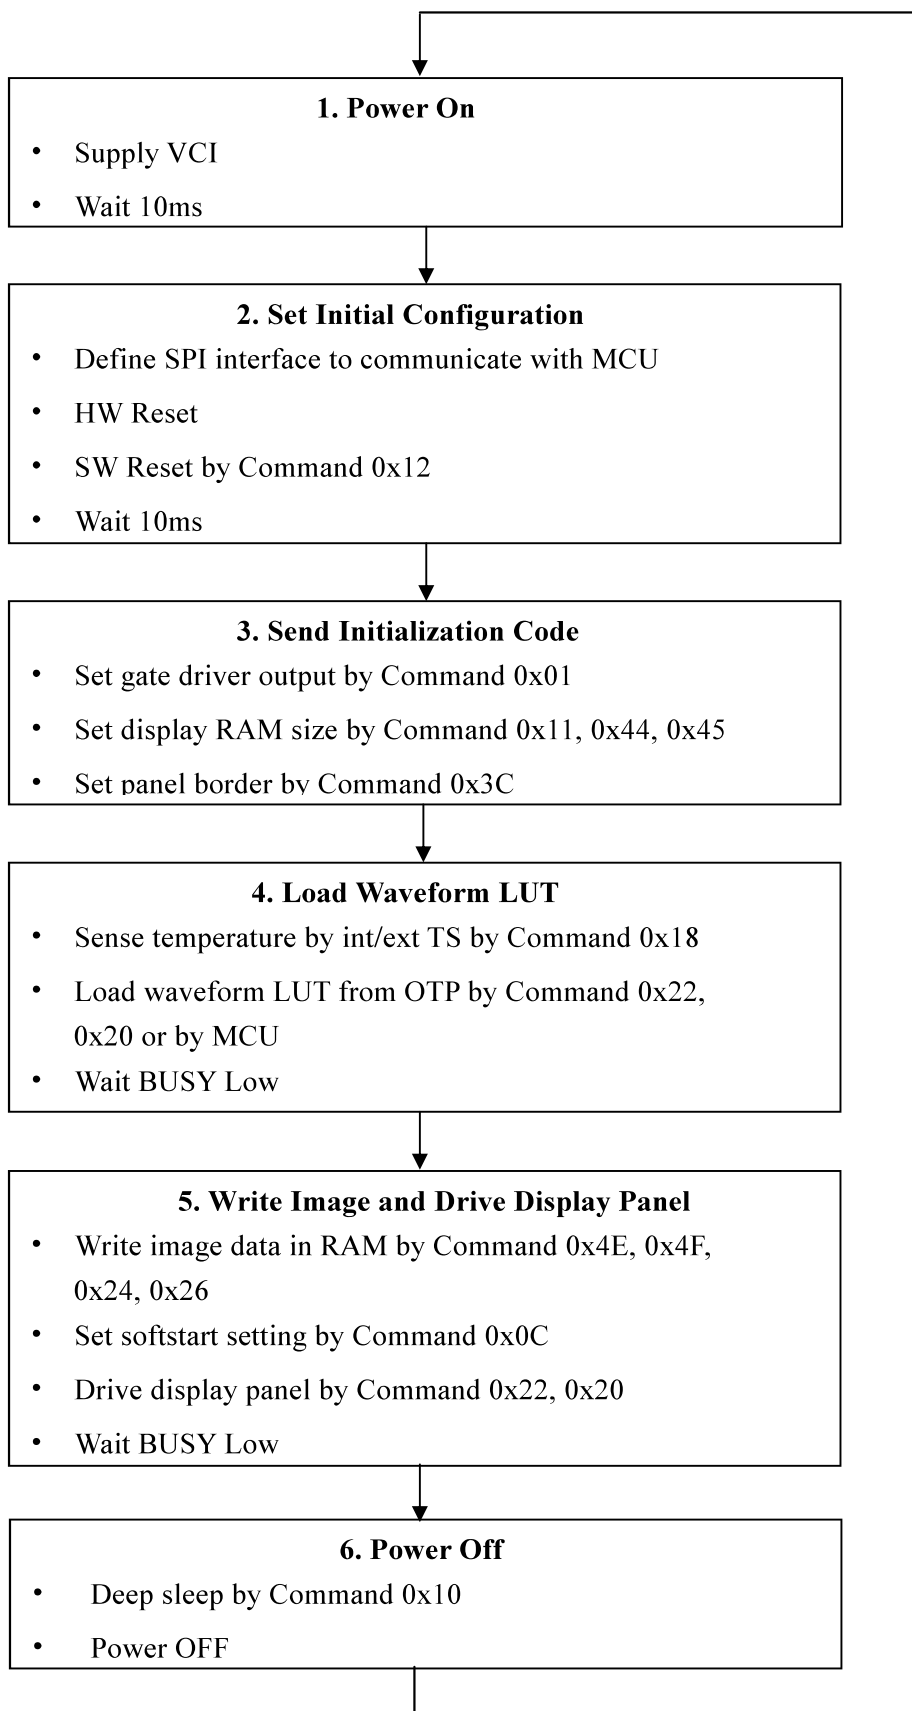 1. Power On
• Supply VCI
• Wait 10ms
2. Set Initial Configuration
• Define SPI interface to communicate with MCU
• HW Reset
• SW Reset by Command 0x12
• Wait 10ms
3. Send Initialization Code
• Set gate driver output by Command 0x01
• Set display RAM size by Command 0x11, 0x44, 0x45
• Set panel border by Command 0x3C
4. Load Waveform LUT
• Sense temperature by int/ext TS by Command 0x18
• Load waveform LUT from OTP by Command 0x22,
0x20 or by MCU
• Wait BUSY Low
5. Write Image and Drive Display Panel
• Write image data in RAM by Command 0x4E, 0x4F,
0x24, 0x26
• Set softstart setting by Command 0x0C
• Drive display panel by Command 0x22, 0x20
• Wait BUSY Low
6. Power Off
• Deep sleep by Command 0x10
• Power OFF